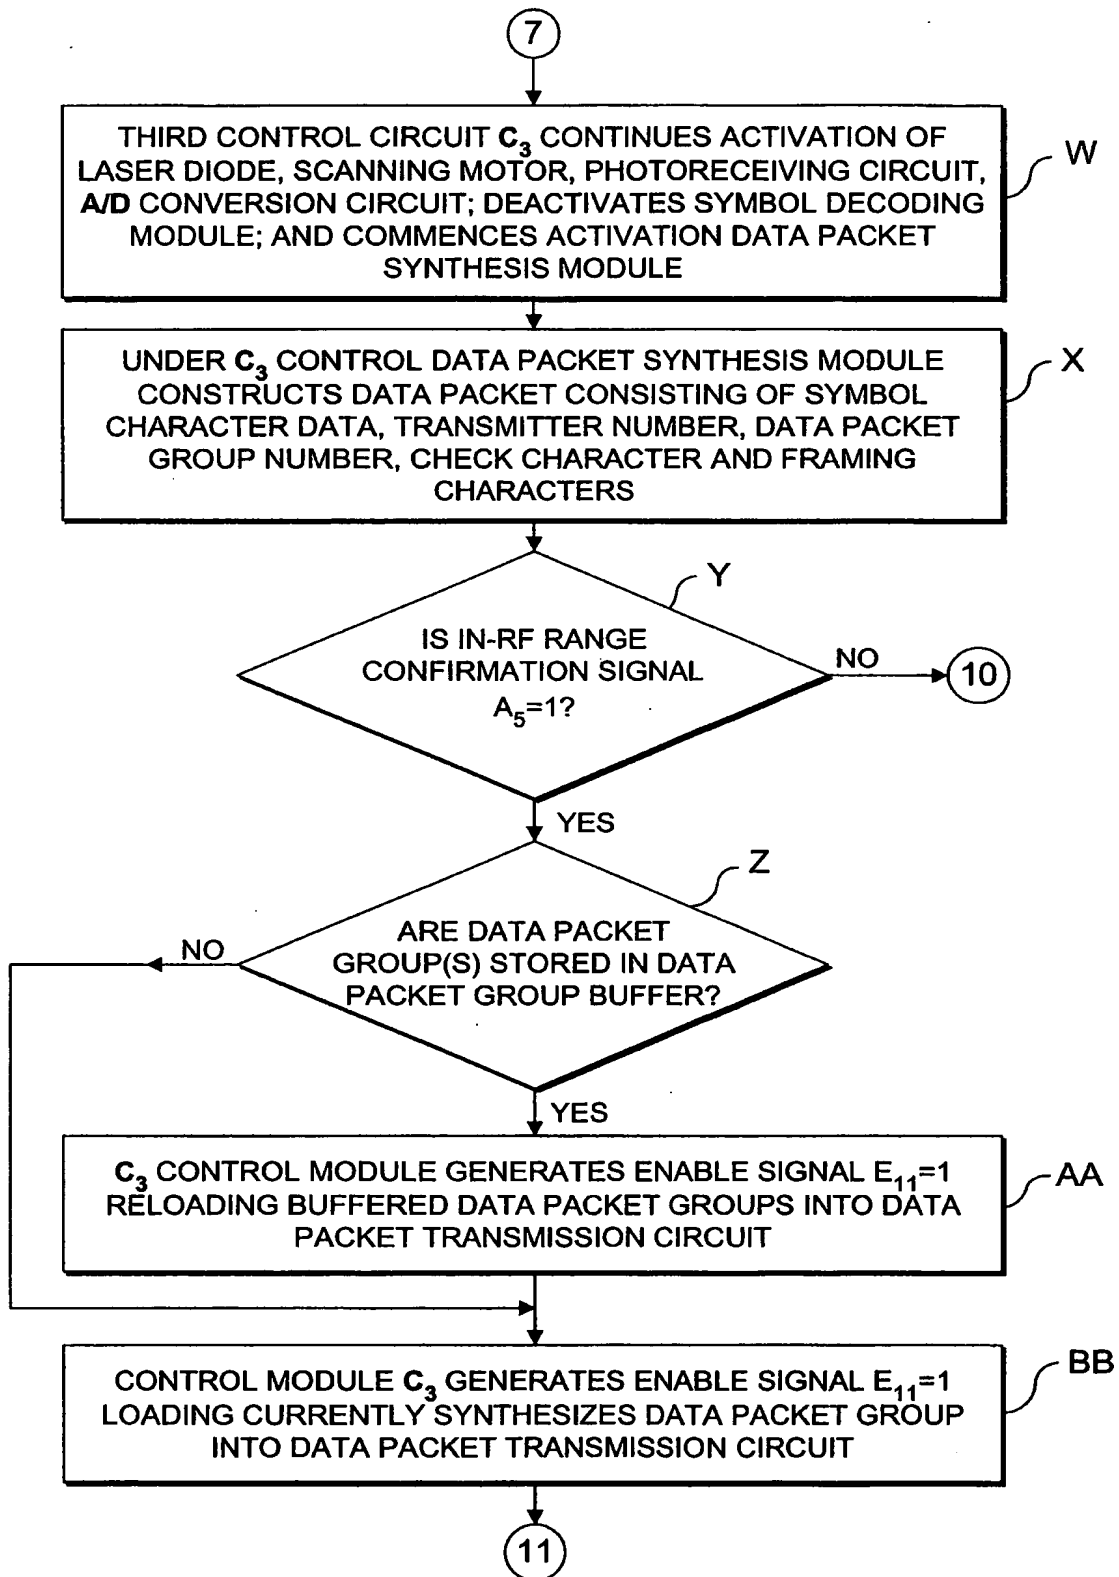 7
THIRD CONTROL CIRCUIT C₃ CONTINUES ACTIVATION OF
LASER DIODE, SCANNING MOTOR, PHOTORECEIVING CIRCUIT,
A/D CONVERSION CIRCUIT; DEACTIVATES SYMBOL DECODING
MODULE; AND COMMENCES ACTIVATION DATA PACKET
SYNTHESIS MODULE
W
UNDER C₃ CONTROL DATA PACKET SYNTHESIS MODULE
CONSTRUCTS DATA PACKET CONSISTING OF SYMBOL
CHARACTER DATA, TRANSMITTER NUMBER, DATA PACKET
GROUP NUMBER, CHECK CHARACTER AND FRAMING
CHARACTERS
X
IS IN-RF RANGE
CONFIRMATION SIGNAL
A₅=1?
Y
NO
10
YES
ARE DATA PACKET
GROUP(S) STORED IN DATA
PACKET GROUP BUFFER?
Z
NO
YES
C₃ CONTROL MODULE GENERATES ENABLE SIGNAL E₁₁=1
RELOADING BUFFERED DATA PACKET GROUPS INTO DATA
PACKET TRANSMISSION CIRCUIT
AA
CONTROL MODULE C₃ GENERATES ENABLE SIGNAL E₁₁=1
LOADING CURRENTLY SYNTHESIZES DATA PACKET GROUP
INTO DATA PACKET TRANSMISSION CIRCUIT
BB
11